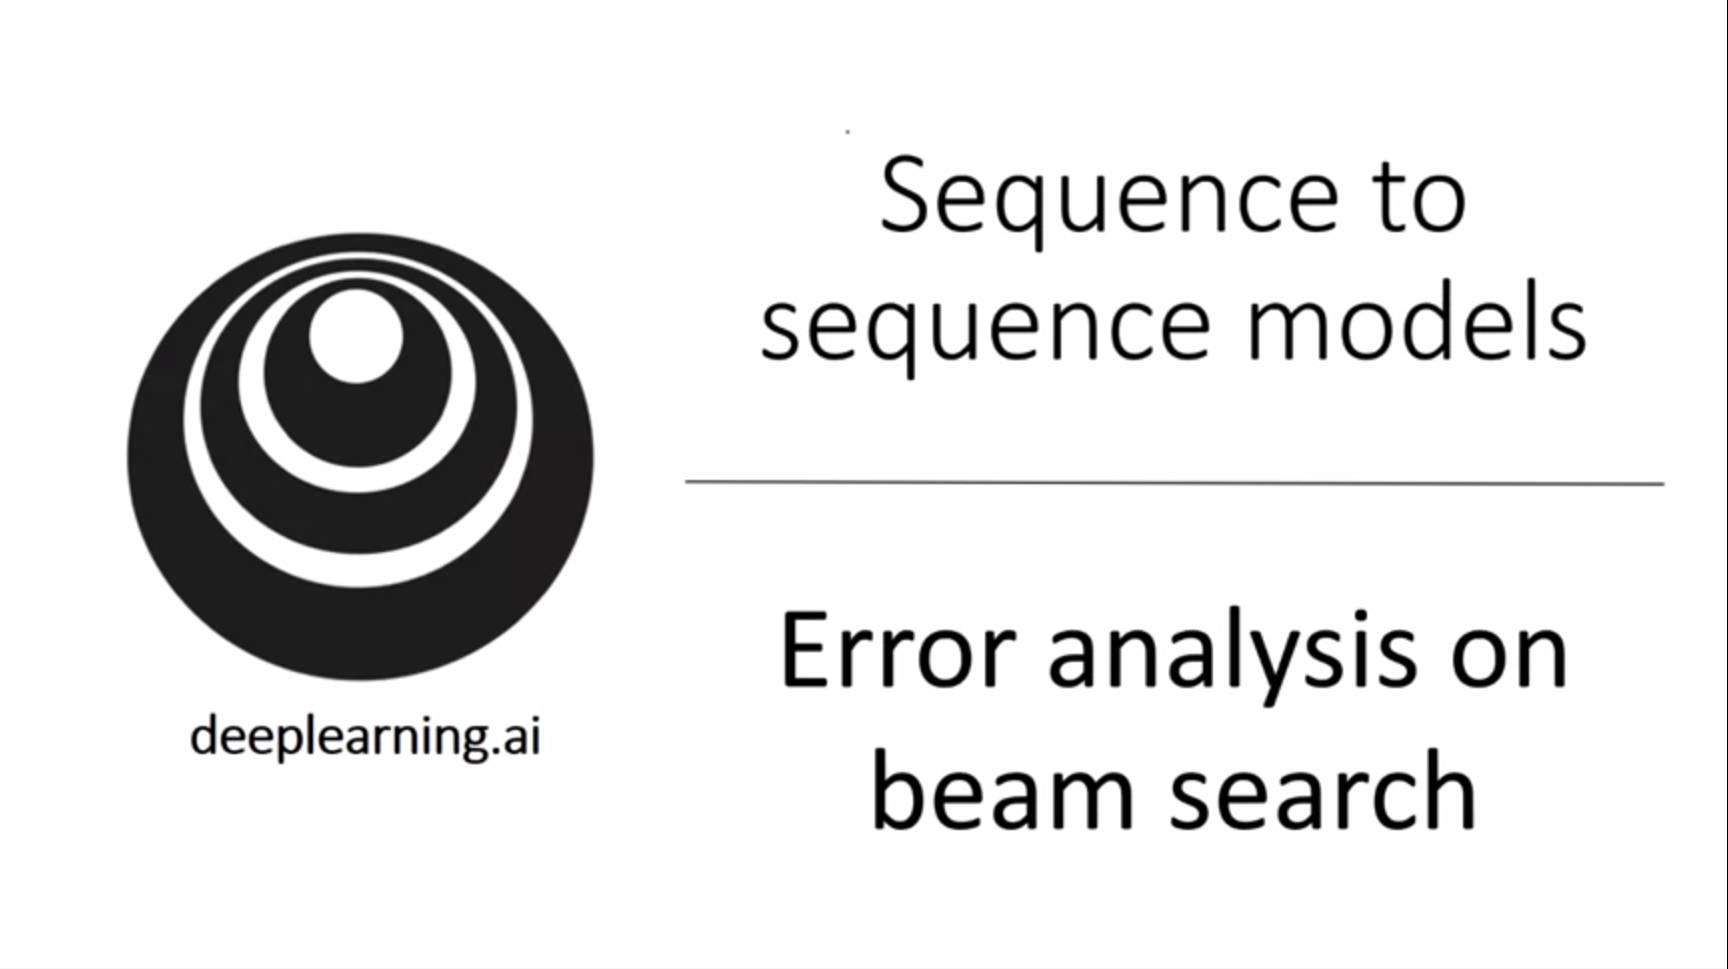 Sequence to
sequence models
Error analysis on
beam search
deeplearning.ai